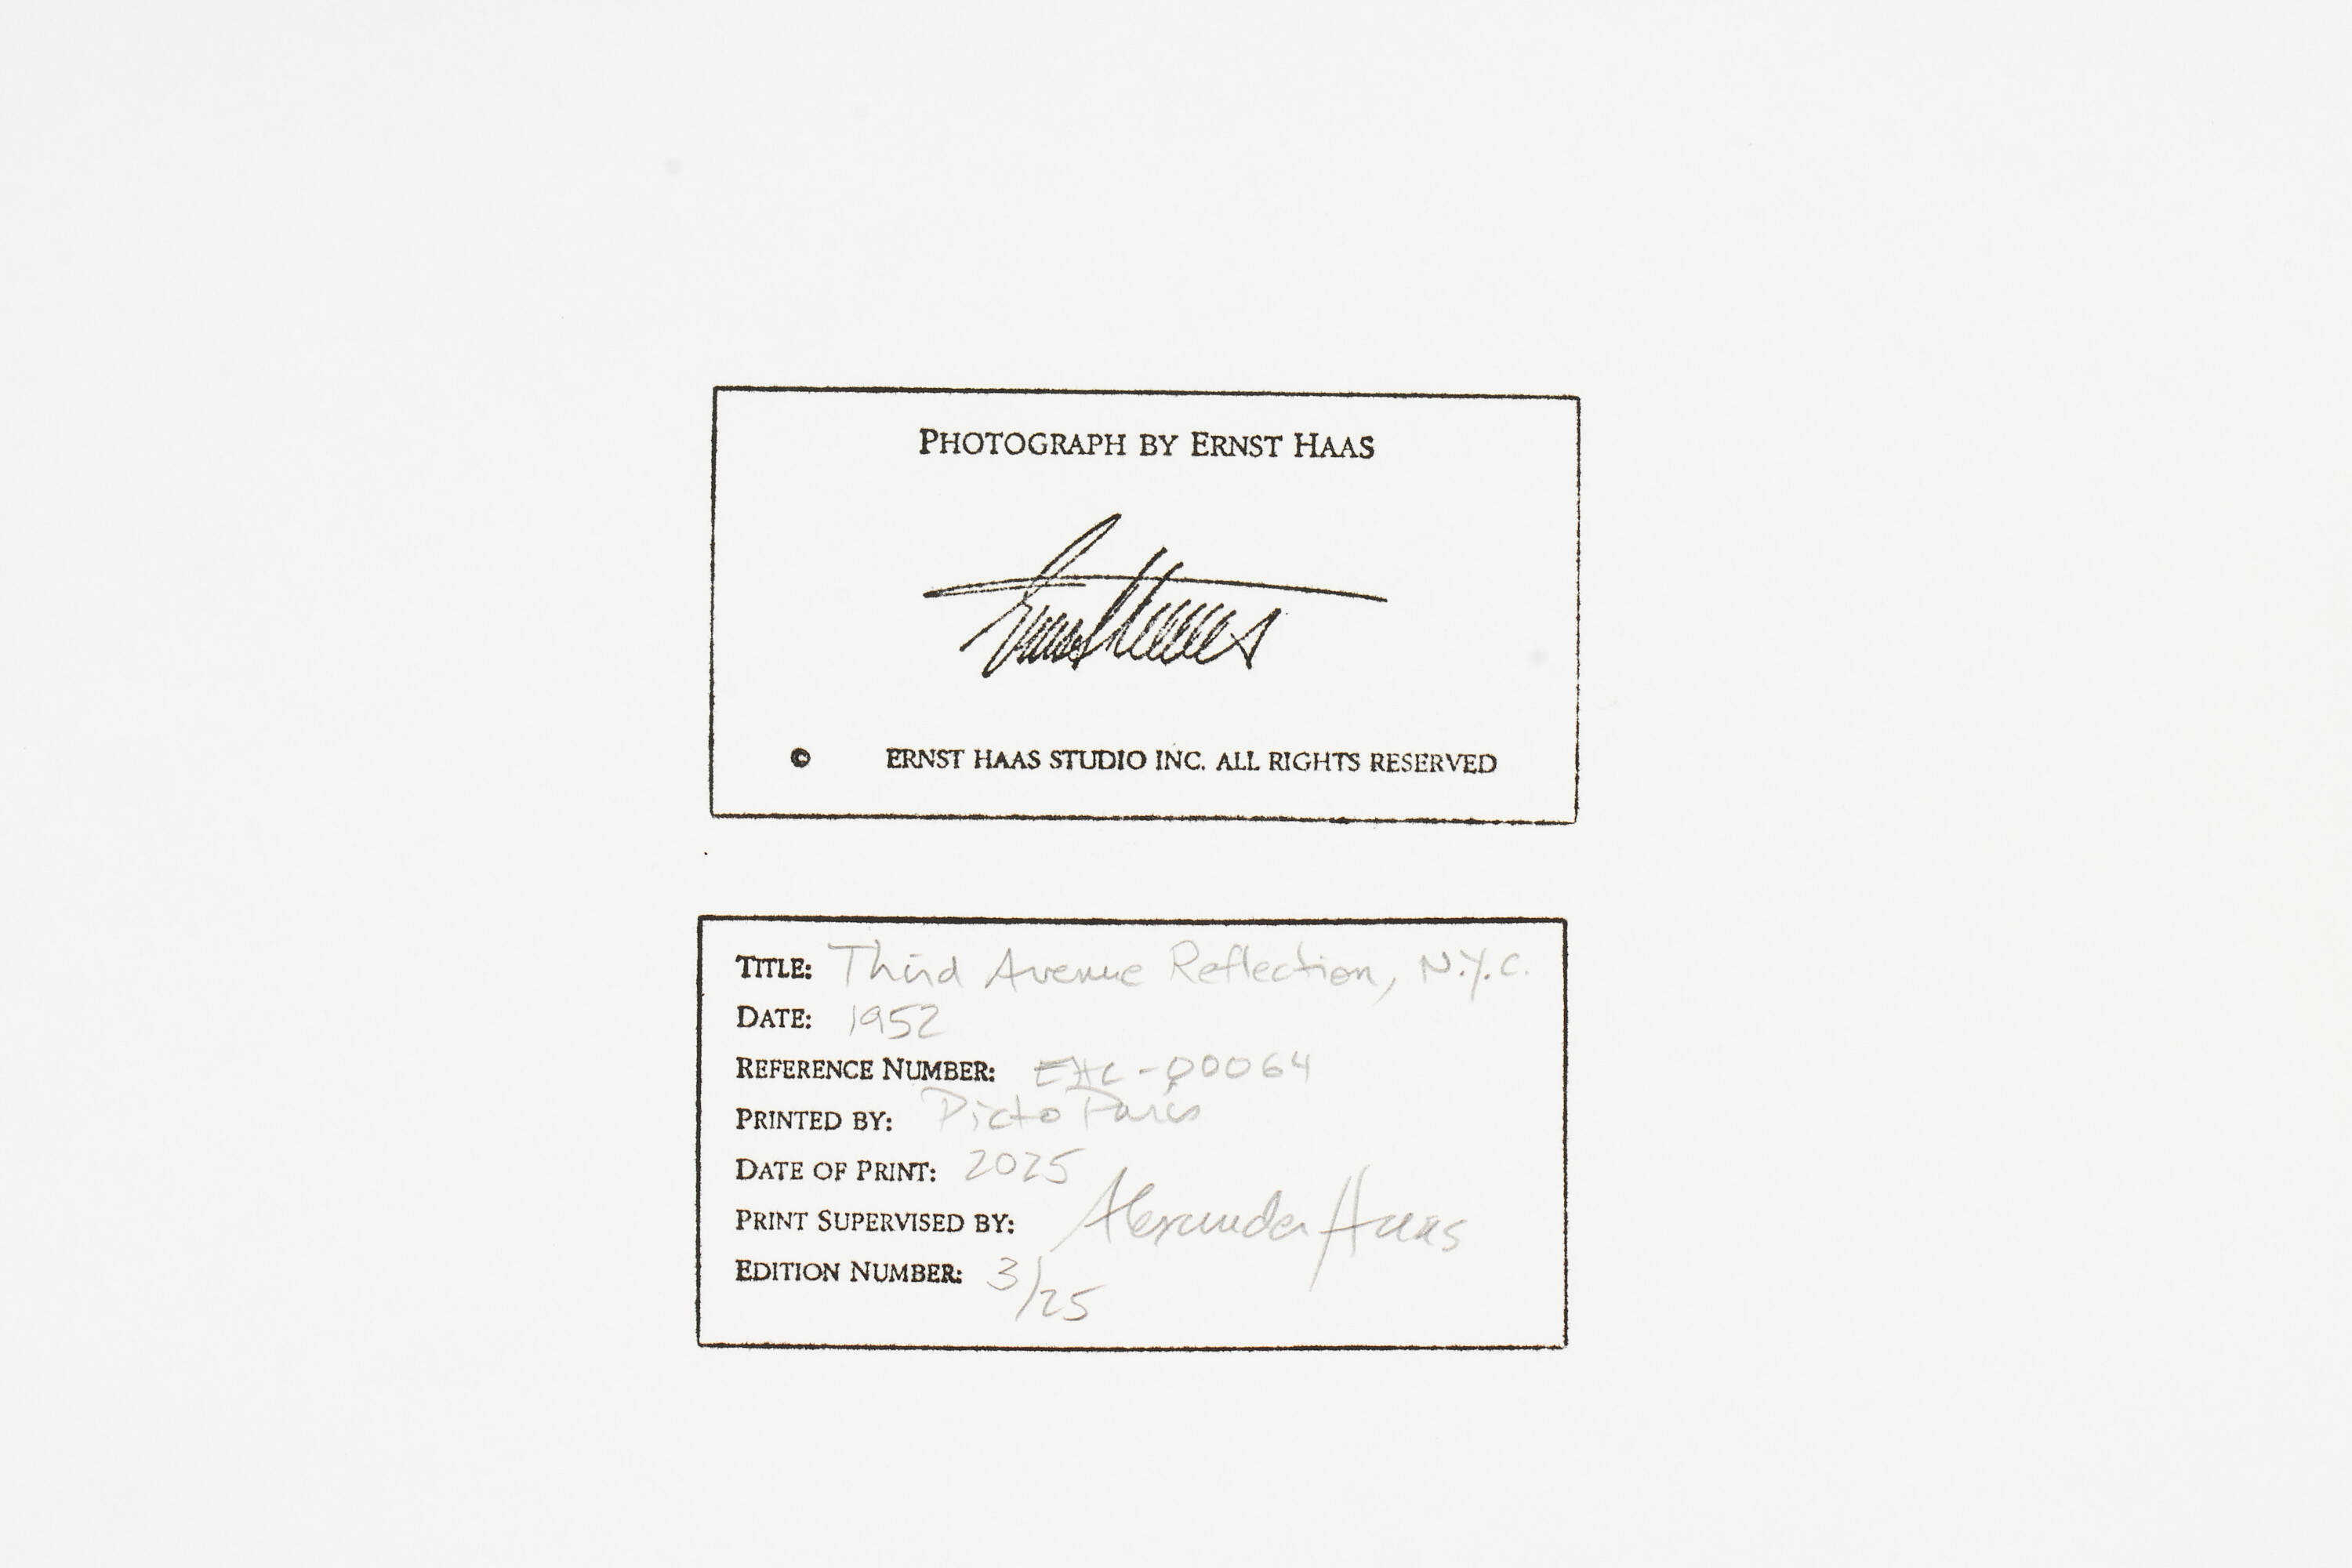 PHOTOGRAPH BY ERNST HAAS
Ernst Haas
© ERNST HAAS STUDIO INC. ALL RIGHTS RESERVED
TITLE: Third Avenue Reflection, N.Y.C.
DATE: 1952
REFERENCE NUMBER: EHC-00064
PRINTED BY: Picto Paris
DATE OF PRINT: 2025
PRINT SUPERVISED BY: Alexander Haas
EDITION NUMBER: 3/25